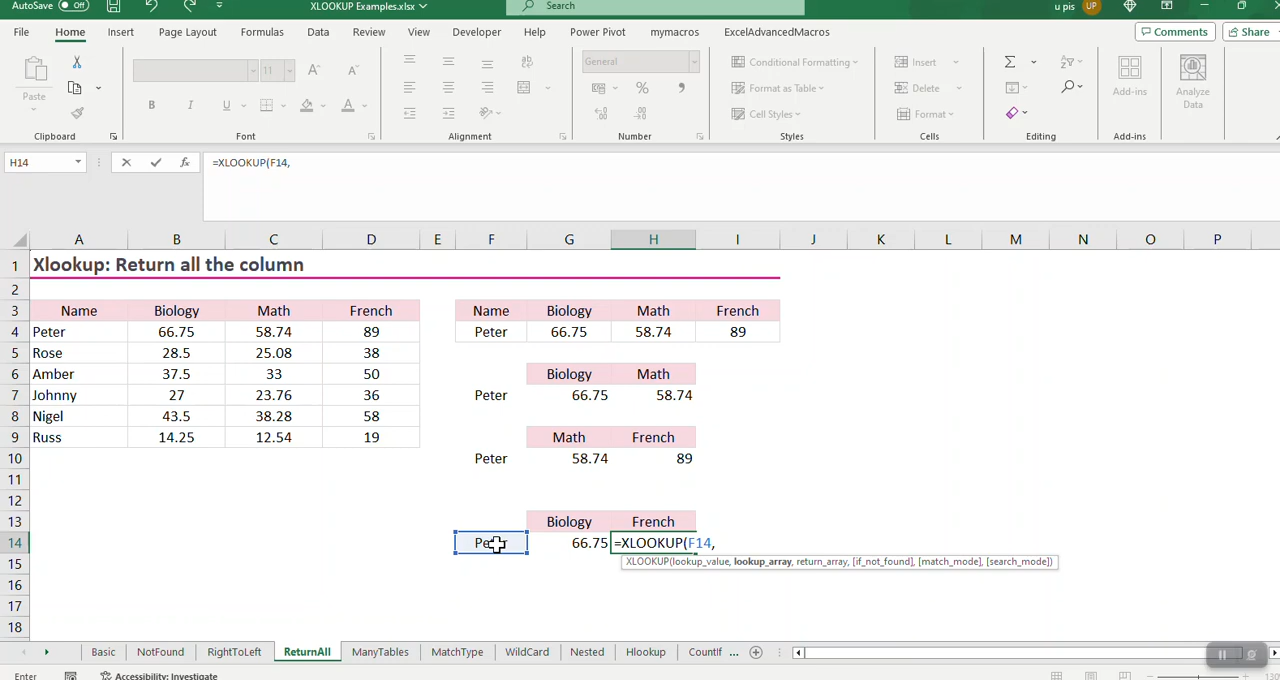 AutoSave Off XLOOKUP Examples.xlsx Search u pis UP
File Home Insert Page Layout Formulas Data Review View Developer Help Power Pivot mymacros ExcelAdvancedMacros Comments Share
Paste 11 General Conditional Formatting Insert Add-ins Analyze Data
Format as Table Delete
B I U A Cell Styles Format
Clipboard Font Alignment Number Styles Cells Editing Add-ins
H14 fx =XLOOKUP(F14,
A B C D E F G H I J K L M N O P
1 Xlookup: Return all the column
2
3 Name Biology Math French Name Biology Math French
4 Peter 66.75 58.74 89 Peter 66.75 58.74 89
5 Rose 28.5 25.08 38
6 Amber 37.5 33 50 Biology Math
7 Johnny 27 23.76 36 Peter 66.75 58.74
8 Nigel 43.5 38.28 58
9 Russ 14.25 12.54 19 Math French
10 Peter 58.74 89
11
12
13 Biology French
14 Peter 66.75 =XLOOKUP(F14,
15 XLOOKUP(lookup_value, lookup_array, return_array, [if_not_found], [match_mode], [search_mode])
16
17
18
Basic NotFound RightToLeft ReturnAll ManyTables MatchType WildCard Nested Hlookup CountIf ...
Enter Accessibility: Investigate